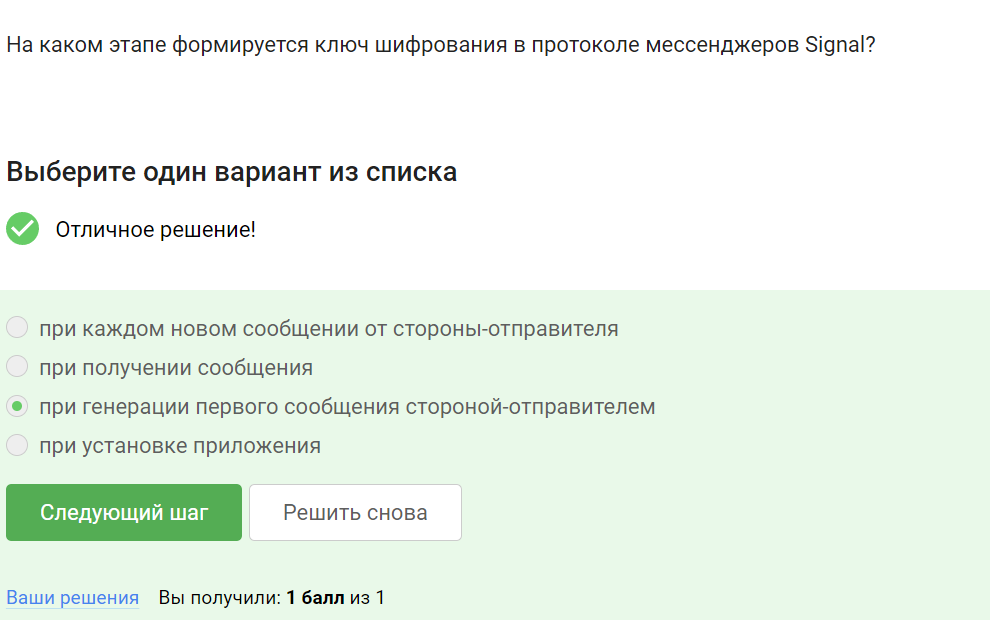 На каком этапе формируется ключ шифрования в протоколе мессенджеров Signal?
Выберите один вариант из списка
Отличное решение!
при каждом новом сообщении от стороны-отправителя
при получении сообщения
при генерации первого сообщения стороной-отправителем
при установке приложения
Следующий шаг
Решить снова
Ваши решения Вы получили: 1 балл из 1